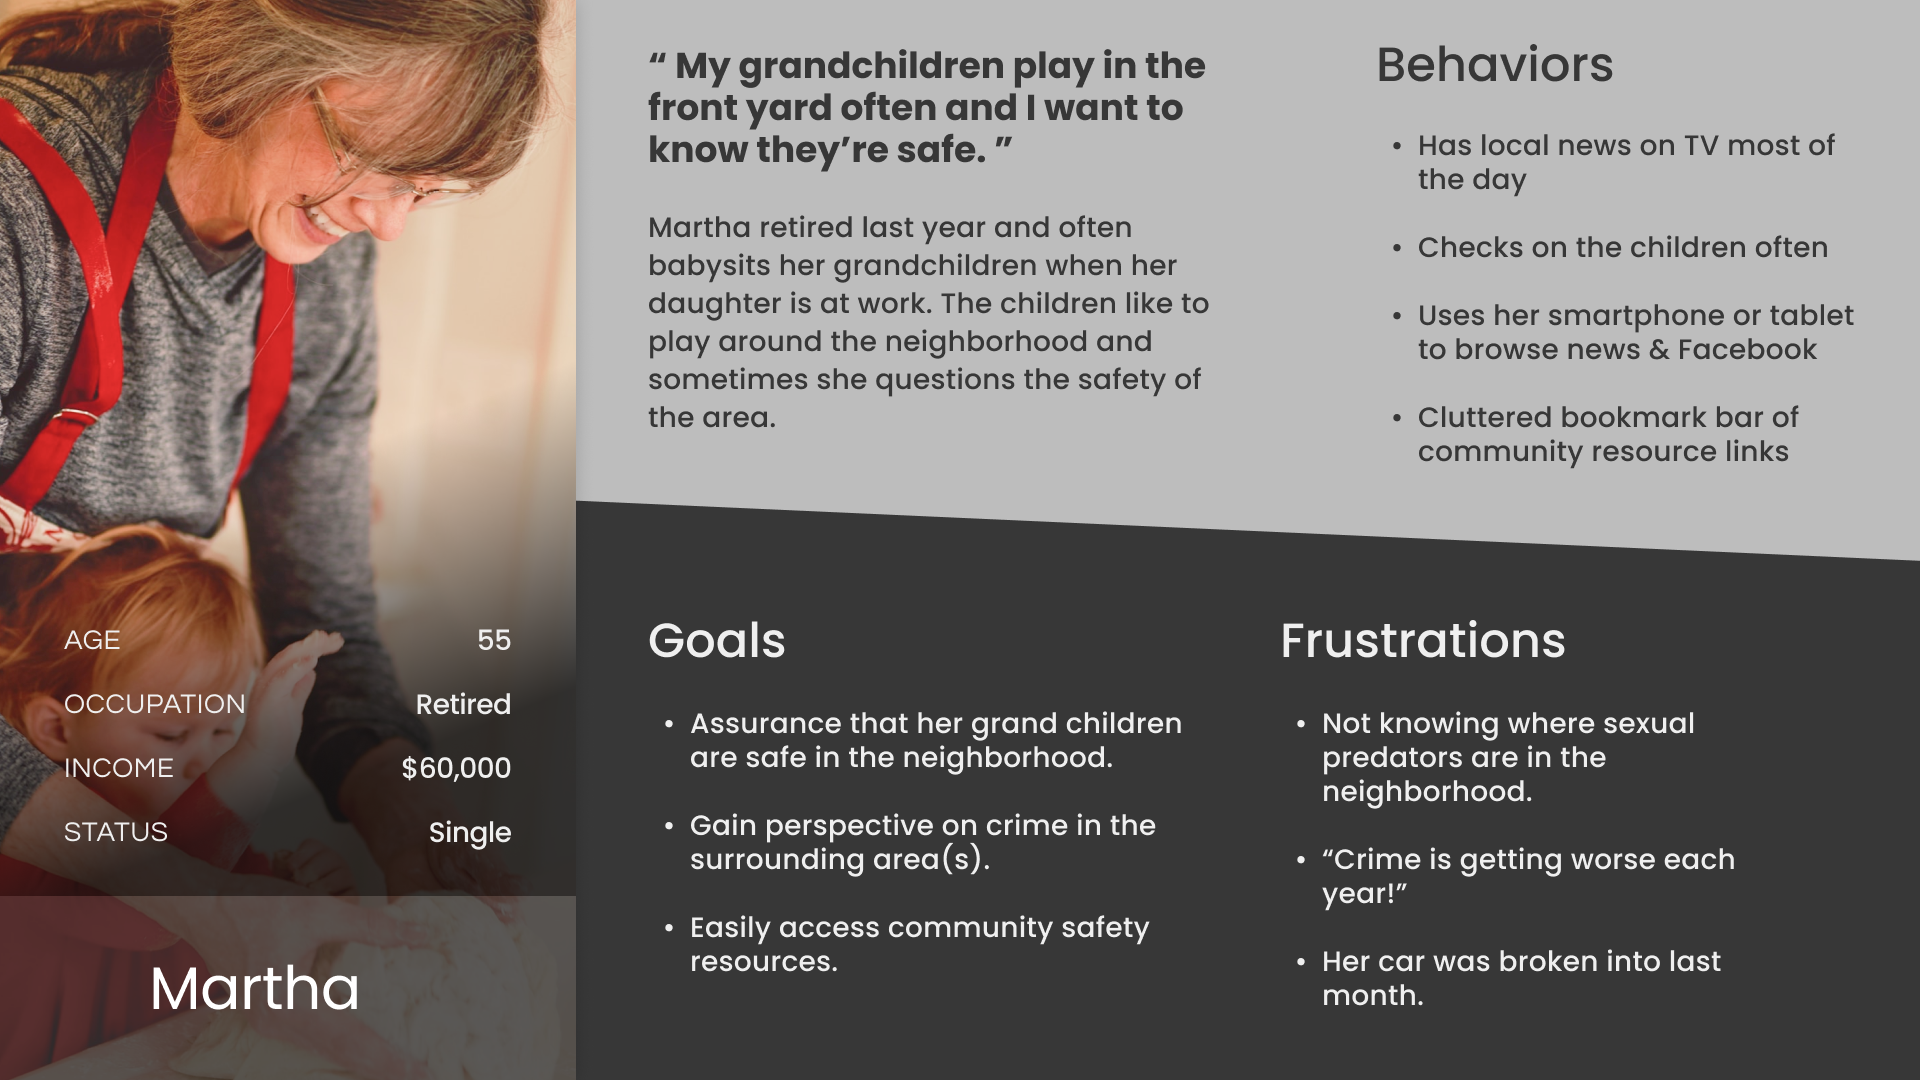 “ My grandchildren play in the
front yard often and I want to
know they’re safe. ”
Martha retired last year and often
babysits her grandchildren when her
daughter is at work. The children like to
play around the neighborhood and
sometimes she questions the safety of
the area.
Behaviors
• Has local news on TV most of
the day
• Checks on the children often
• Uses her smartphone or tablet
to browse news & Facebook
• Cluttered bookmark bar of
community resource links
AGE 55
OCCUPATION Retired
INCOME $60,000
STATUS Single
Martha
Goals
• Assurance that her grand children
are safe in the neighborhood.
• Gain perspective on crime in the
surrounding area(s).
• Easily access community safety
resources.
Frustrations
• Not knowing where sexual
predators are in the
neighborhood.
• “Crime is getting worse each
year!”
• Her car was broken into last
month.